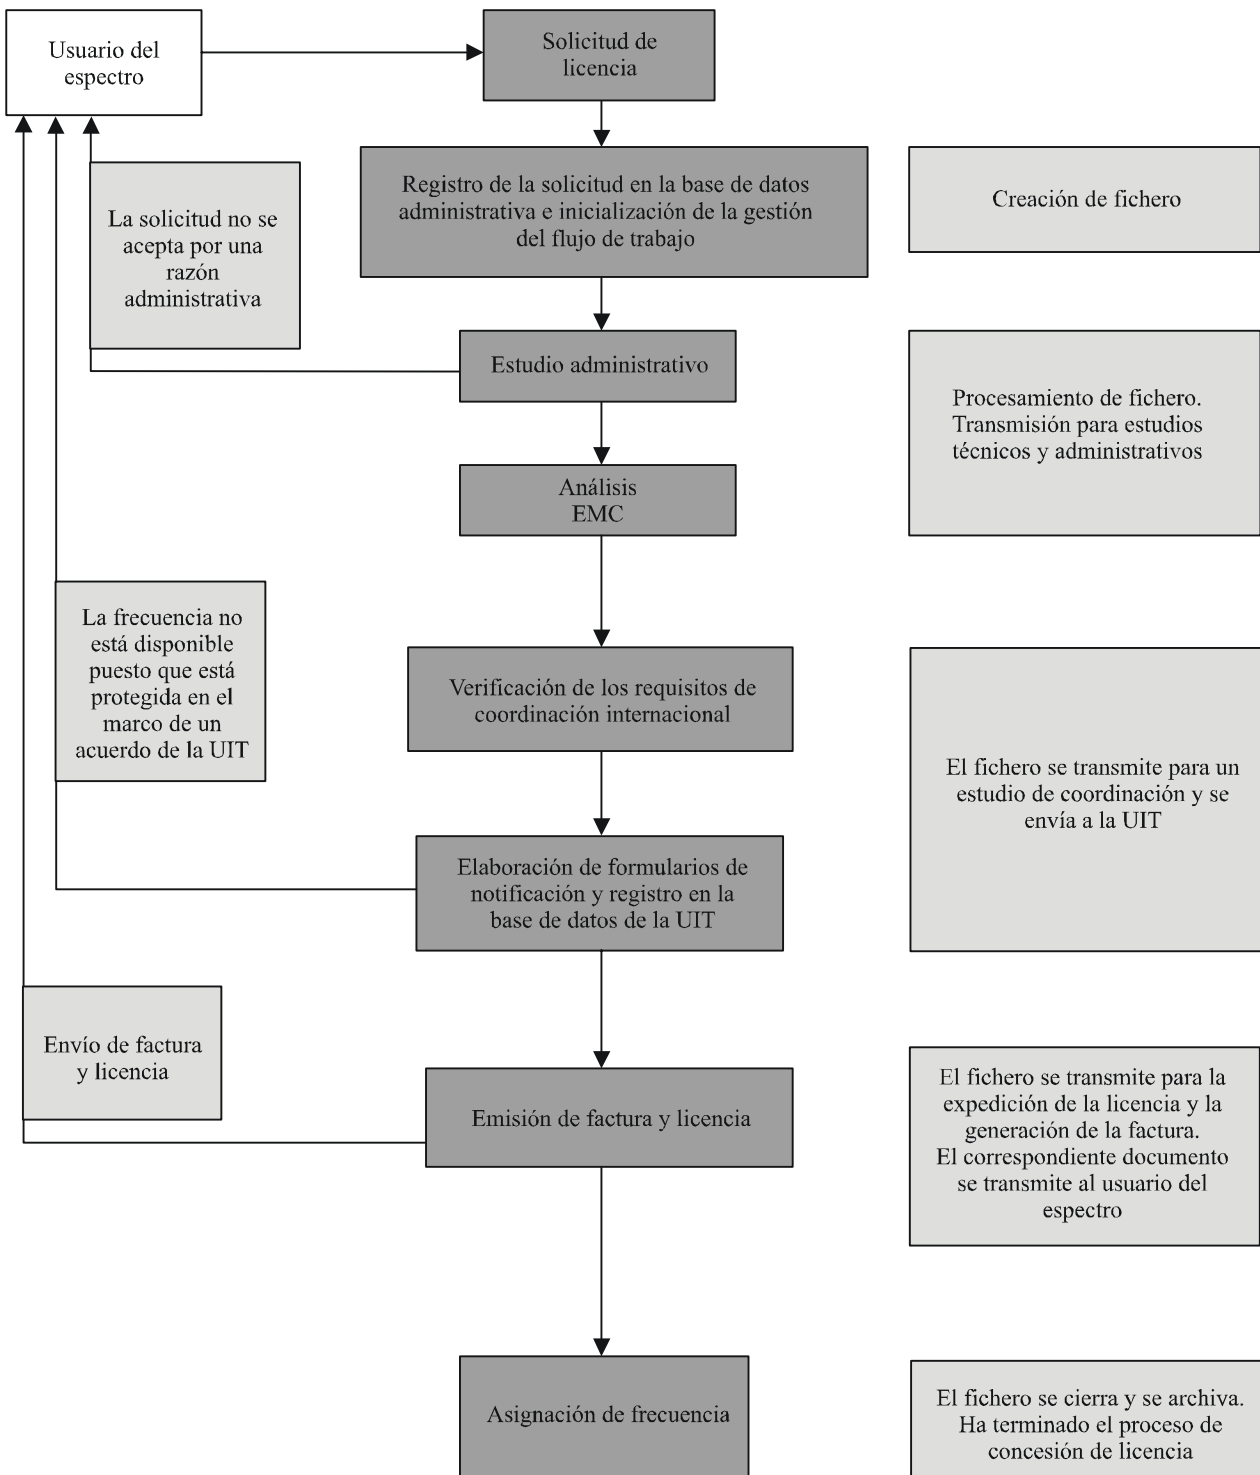 Usuario del
espectro
Solicitud de
licencia
Registro de la solicitud en la base de datos
administrativa e inicialización de la gestión
del flujo de trabajo
Creación de fichero
La solicitud no se
acepta por una
razón
administrativa
Estudio administrativo
Procesamiento de fichero.
Transmisión para estudios
técnicos y administrativos
Análisis
EMC
La frecuencia no
está disponible
puesto que está
protegida en el
marco de un
acuerdo de la UIT
Verificación de los requisitos de
coordinación internacional
El fichero se transmite para un
estudio de coordinación y se
envía a la UIT
Elaboración de formularios de
notificación y registro en la
base de datos de la UIT
Envío de factura
y licencia
Emisión de factura y licencia
El fichero se transmite para la
expedición de la licencia y la
generación de la factura.
El correspondiente documento
se transmite al usuario del
espectro
Asignación de frecuencia
El fichero se cierra y se archiva.
Ha terminado el proceso de
concesión de licencia